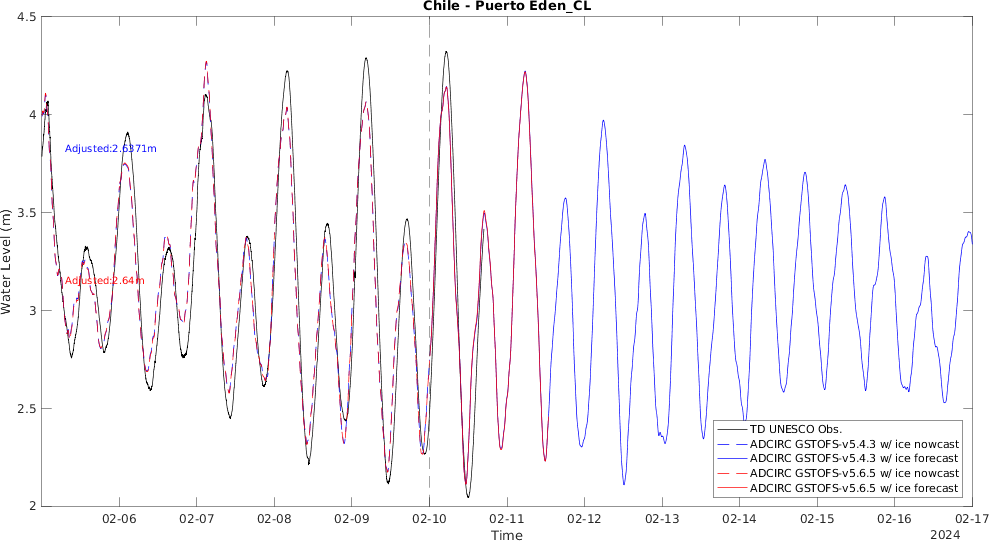 Chile - Puerto Eden_CL
4.5
4
3.5
3
2.5
2
Water Level (m)
Adjusted:2.6371m
Adjusted:2.64m
TD UNESCO Obs.
ADCIRC GSTOFS-v5.4.3 w/ ice nowcast
ADCIRC GSTOFS-v5.4.3 w/ ice forecast
ADCIRC GSTOFS-v5.6.5 w/ ice nowcast
ADCIRC GSTOFS-v5.6.5 w/ ice forecast
02-06 02-07 02-08 02-09 02-10 02-11 02-12 02-13 02-14 02-15 02-16 02-17
Time
2024